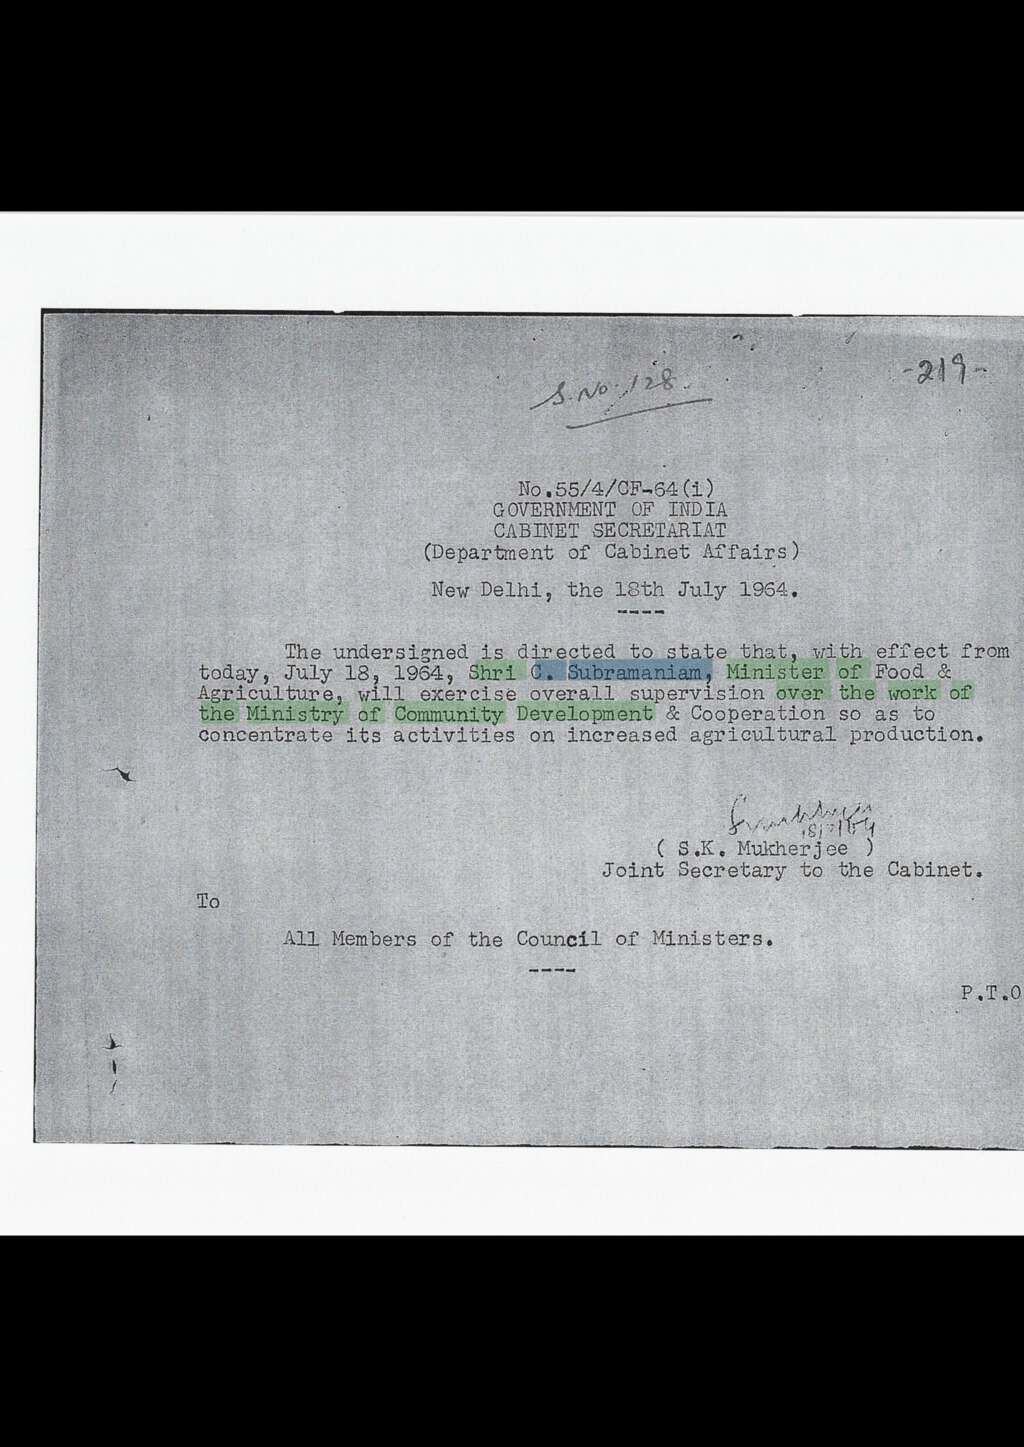 -219-
S.No.128.
No.55/4/CF-64(i)
GOVERNMENT OF INDIA
CABINET SECRETARIAT
(Department of Cabinet Affairs)
New Delhi, the 18th July 1964.
----
The undersigned is directed to state that, with effect from
today, July 18, 1964, Shri C. Subramaniam, Minister of Food &
Agriculture, will exercise overall supervision over the work of
the Ministry of Community Development & Cooperation so as to
concentrate its activities on increased agricultural production.
18/7/64
( S.K. Mukherjee )
Joint Secretary to the Cabinet.
To
All Members of the Council of Ministers.
----
P.T.O